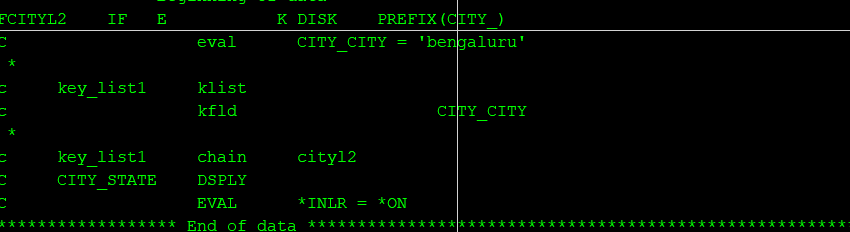 FCITYL2    IF   E           K DISK    PREFIX(CITY_)
C                   eval      CITY_CITY = 'bengaluru'
 *
c     key_list1     klist
c                   kfld                    CITY_CITY
 *
c     key_list1     chain     cityl2
C     CITY_STATE    DSPLY
C                   EVAL      *INLR = *ON
****************** End of data ******************************************************